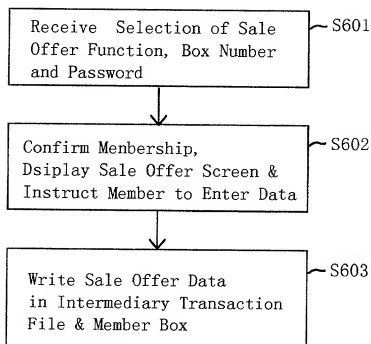 Receive Selection of Sale
Offer Function, Box Number
and Password
S601
Confirm Menbership,
Dsiplay Sale Offer Screen &
Instruct Member to Enter Data
S602
Write Sale Offer Data
in Intermediary Transaction
File & Member Box
S603